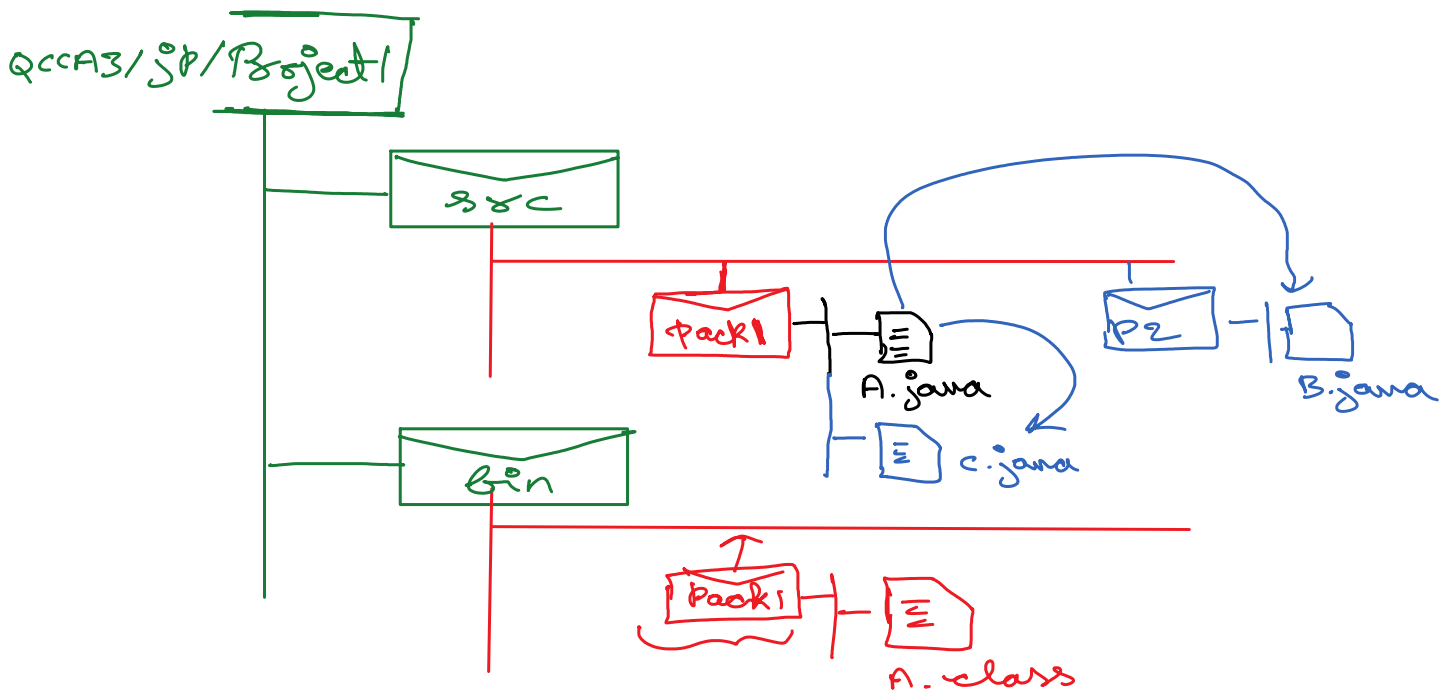 QCCA3/jp/Project1
src
pack1
A.java
P2
B.java
C.java
bin
Pack1
A.class